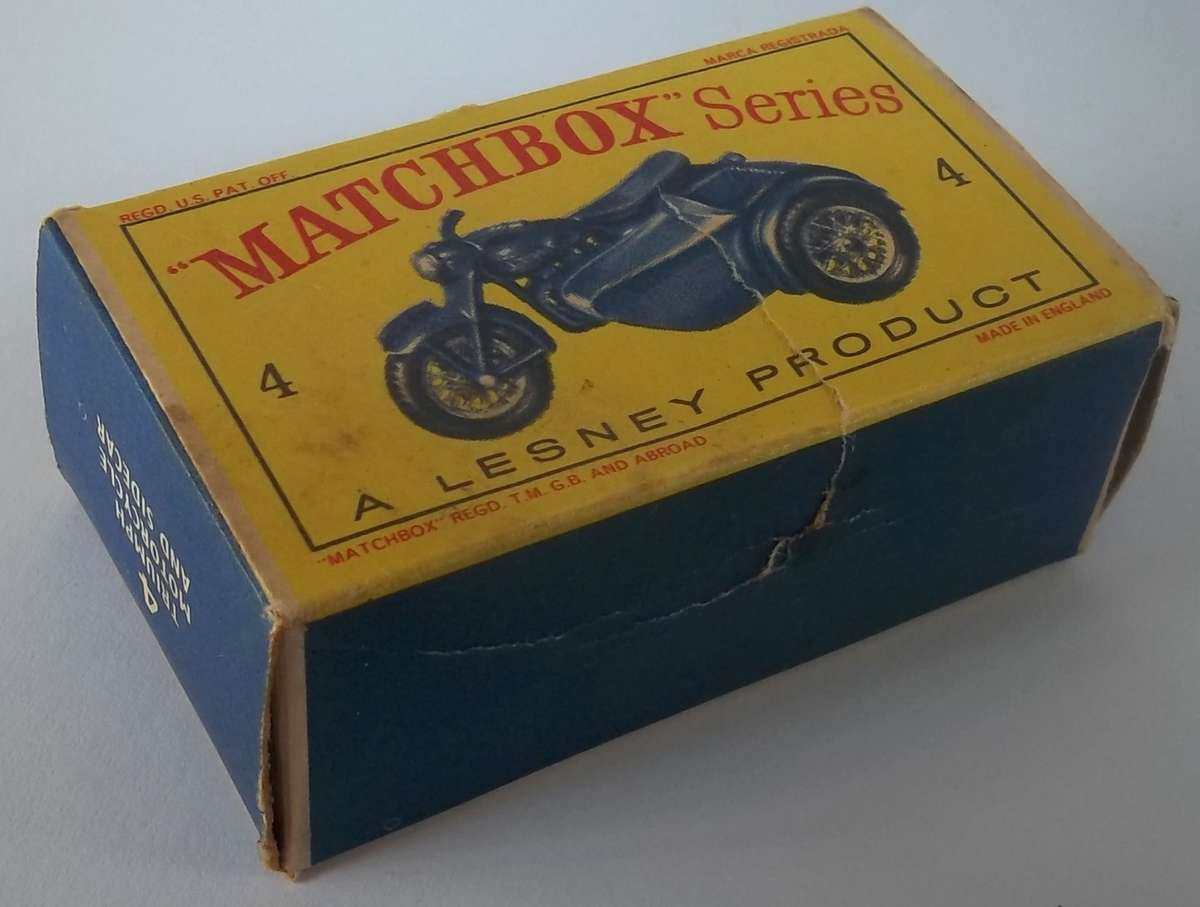 REGD. U.S. PAT. OFF.
MARCA REGISTRADA
"MATCHBOX" Series
4
4
A LESNEY PRODUCT
"MATCHBOX" REGD. T.M. G.B. AND ABROAD
MADE IN ENGLAND
4
TRIUMPH
MOTORCYCLE
AND SIDECAR